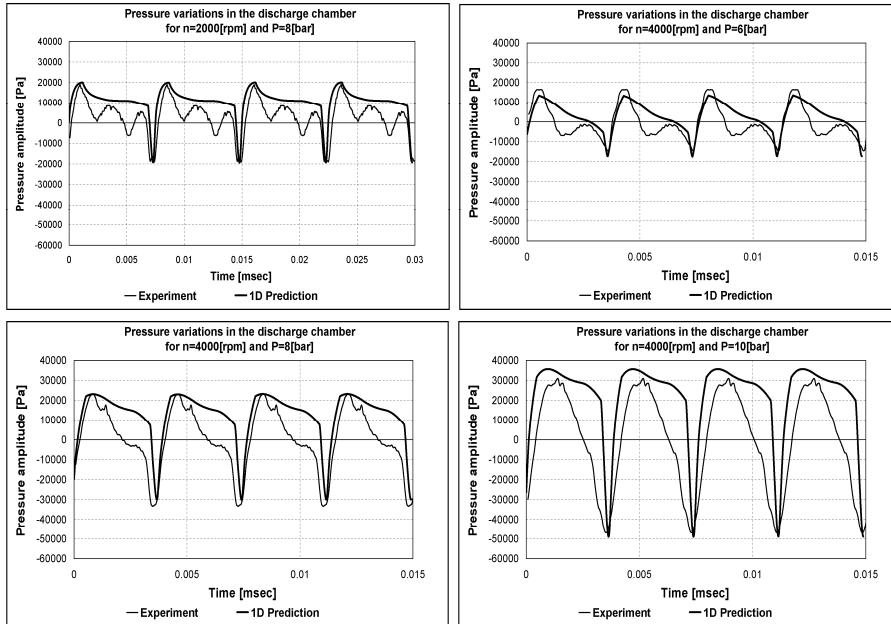 Pressure variations in the discharge chamber
for n=2000[rpm] and P=8[bar]
Pressure amplitude [Pa]
40000
30000
20000
10000
0
-10000
-20000
-30000
-40000
-50000
-60000
0 0.005 0.01 0.015 0.02 0.025 0.03
Time [msec]
Experiment 1D Prediction
Pressure variations in the discharge chamber
for n=4000[rpm] and P=6[bar]
Pressure amplitude [Pa]
40000
30000
20000
10000
0
-10000
-20000
-30000
-40000
-50000
-60000
0 0.005 0.01 0.015
Time [msec]
Experiment 1D Prediction
Pressure variations in the discharge chamber
for n=4000[rpm] and P=8[bar]
Pressure amplitude [Pa]
40000
30000
20000
10000
0
-10000
-20000
-30000
-40000
-50000
-60000
0 0.005 0.01 0.015
Time [msec]
Experiment 1D Prediction
Pressure variations in the discharge chamber
for n=4000[rpm] and P=10[bar]
Pressure amplitude [Pa]
40000
30000
20000
10000
0
-10000
-20000
-30000
-40000
-50000
-60000
0 0.005 0.01 0.015
Time [msec]
Experiment 1D Prediction